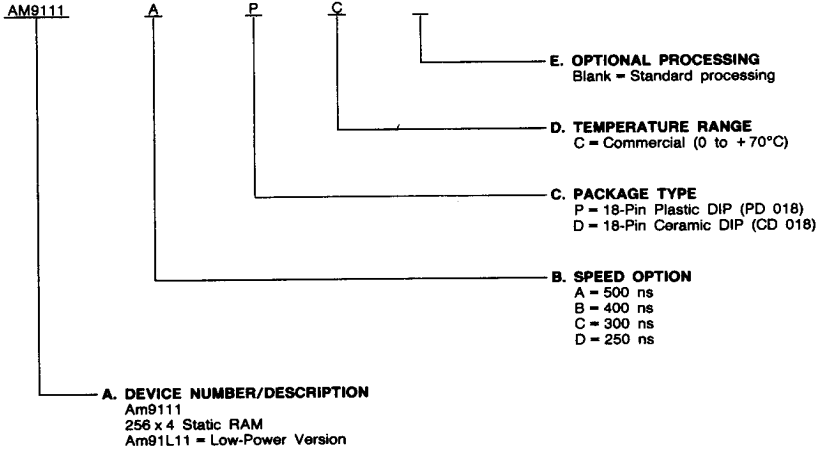 AM9111 A P C _
E. OPTIONAL PROCESSING
Blank = Standard processing
D. TEMPERATURE RANGE
C = Commercial (0 to +70°C)
C. PACKAGE TYPE
P = 18-Pin Plastic DIP (PD 018)
D = 18-Pin Ceramic DIP (CD 018)
B. SPEED OPTION
A = 500 ns
B = 400 ns
C = 300 ns
D = 250 ns
A. DEVICE NUMBER/DESCRIPTION
Am9111
256 x 4 Static RAM
Am91L11 = Low-Power Version